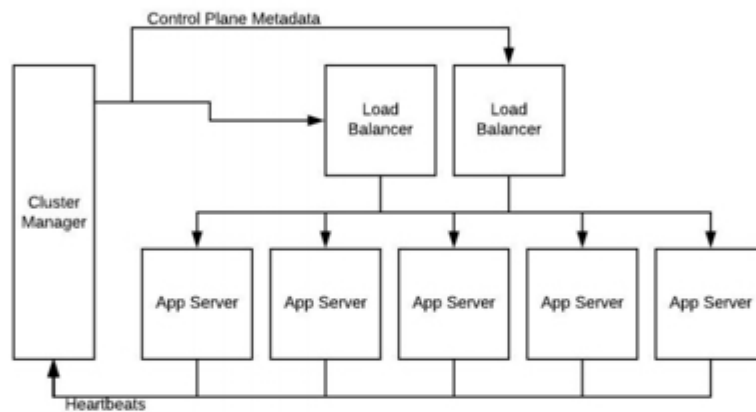 Control Plane Metadata
Load
Balancer
Load
Balancer
Cluster
Manager
App Server
App Server
App Server
App Server
App Server
Heartbeats